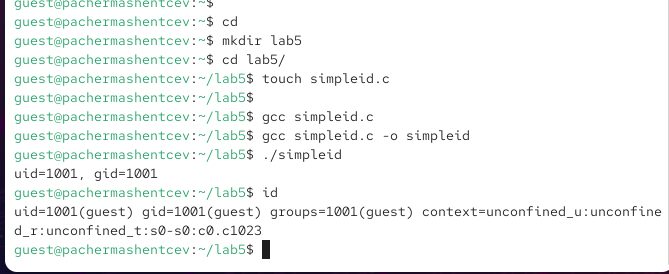 guest@pachermashentcev:~$
guest@pachermashentcev:~$ cd
guest@pachermashentcev:~$ mkdir lab5
guest@pachermashentcev:~$ cd lab5/
guest@pachermashentcev:~/lab5$ touch simpleid.c
guest@pachermashentcev:~/lab5$
guest@pachermashentcev:~/lab5$ gcc simpleid.c
guest@pachermashentcev:~/lab5$ gcc simpleid.c -o simpleid
guest@pachermashentcev:~/lab5$ ./simpleid
uid=1001, gid=1001
guest@pachermashentcev:~/lab5$ id
uid=1001(guest) gid=1001(guest) groups=1001(guest) context=unconfined_u:unconfine
d_r:unconfined_t:s0-s0:c0.c1023
guest@pachermashentcev:~/lab5$